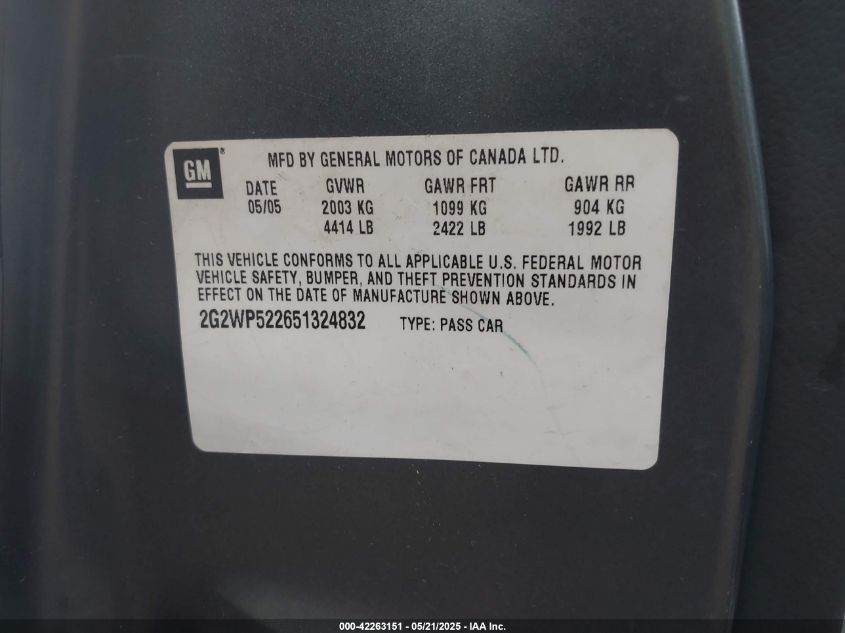 GM®
MFD BY GENERAL MOTORS OF CANADA LTD.
DATE GVWR GAWR FRT GAWR RR
05/05 2003 KG 1099 KG 904 KG
4414 LB 2422 LB 1992 LB
THIS VEHICLE CONFORMS TO ALL APPLICABLE U.S. FEDERAL MOTOR
VEHICLE SAFETY, BUMPER, AND THEFT PREVENTION STANDARDS IN
EFFECT ON THE DATE OF MANUFACTURE SHOWN ABOVE.
2G2WP522651324832 TYPE: PASS CAR
000-42263151 - 05/21/2025 - IAA Inc.